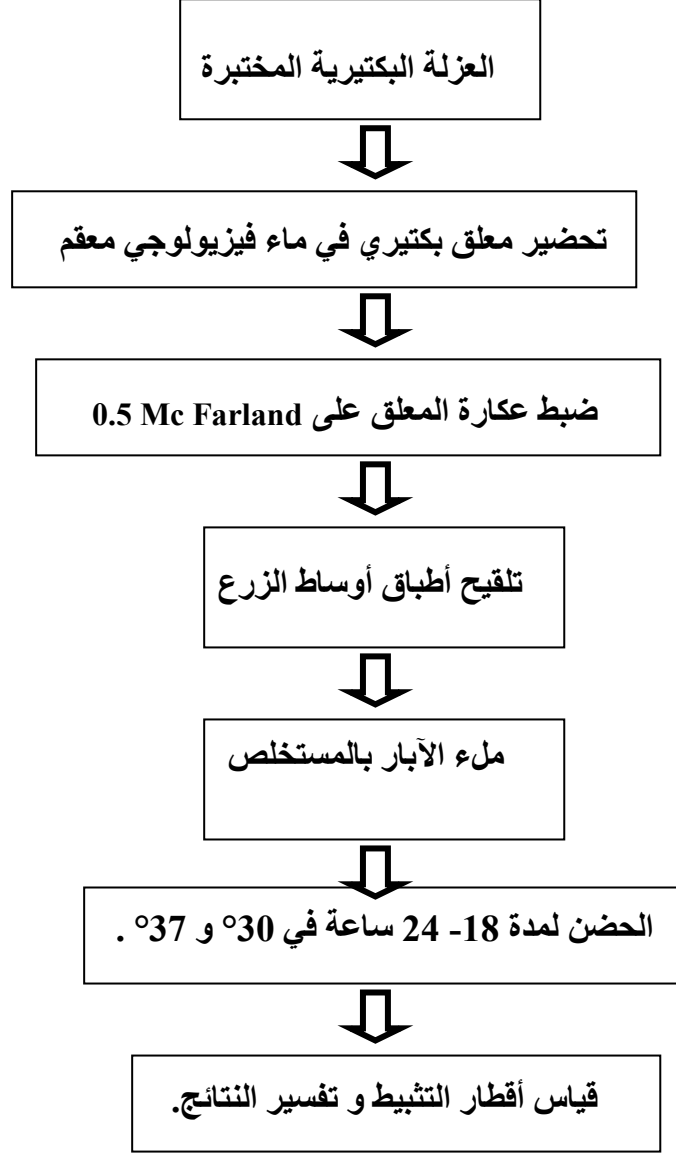 العزلة البكتيرية المختبرة
تحضير معلق بكتيري في ماء فيزيولوجي معقم
ضبط عكارة المعلق على 0.5 Mc Farland
تلقيح أطباق أوساط الزرع
ملء الآبار بالمستخلص
الحضن لمدة 18- 24 ساعة في 30° و 37° .
قياس أقطار التثبيط و تفسير النتائج.